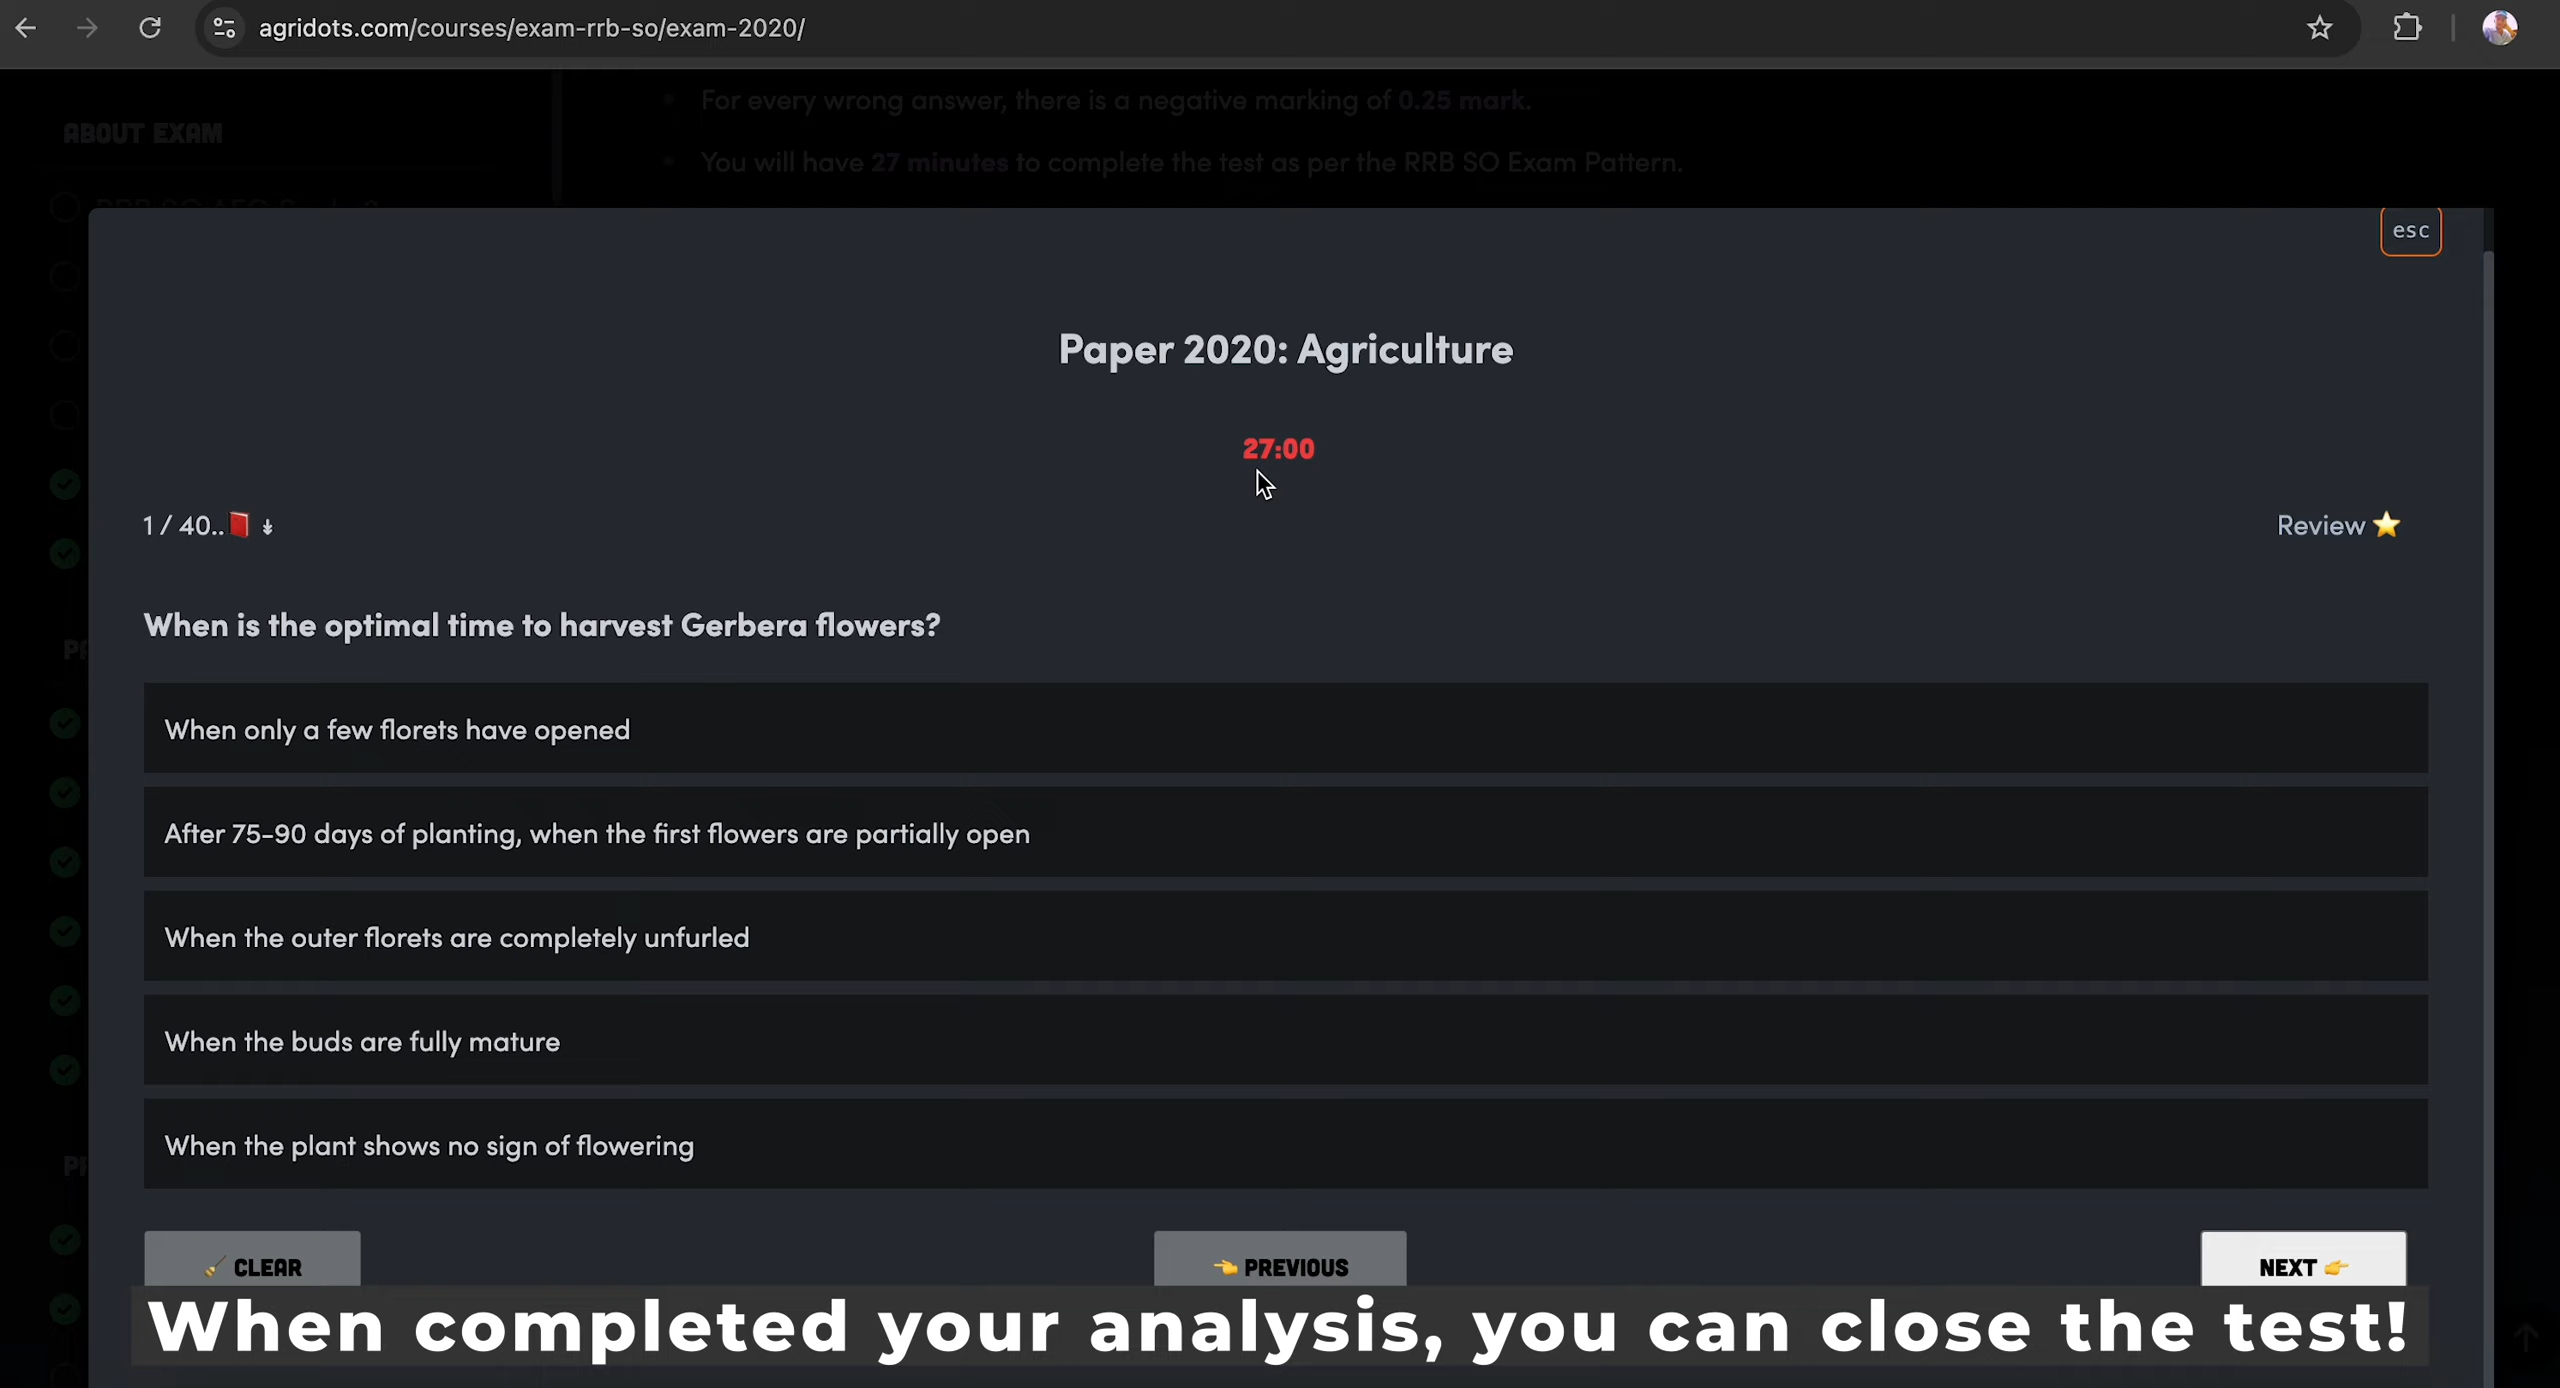 agridots.com/courses/exam-rrb-so/exam-2020/
For every wrong answer, there is a negative marking of 0.25 mark.
ABOUT EXAM
You will have 27 minutes to complete the test as per the RRB SO Exam Pattern.
esc
Paper 2020: Agriculture
27:00
1 / 40..
Review
When is the optimal time to harvest Gerbera flowers?
When only a few florets have opened
After 75-90 days of planting, when the first flowers are partially open
When the outer florets are completely unfurled
When the buds are fully mature
When the plant shows no sign of flowering
CLEAR
PREVIOUS
NEXT
When completed your analysis, you can close the test!